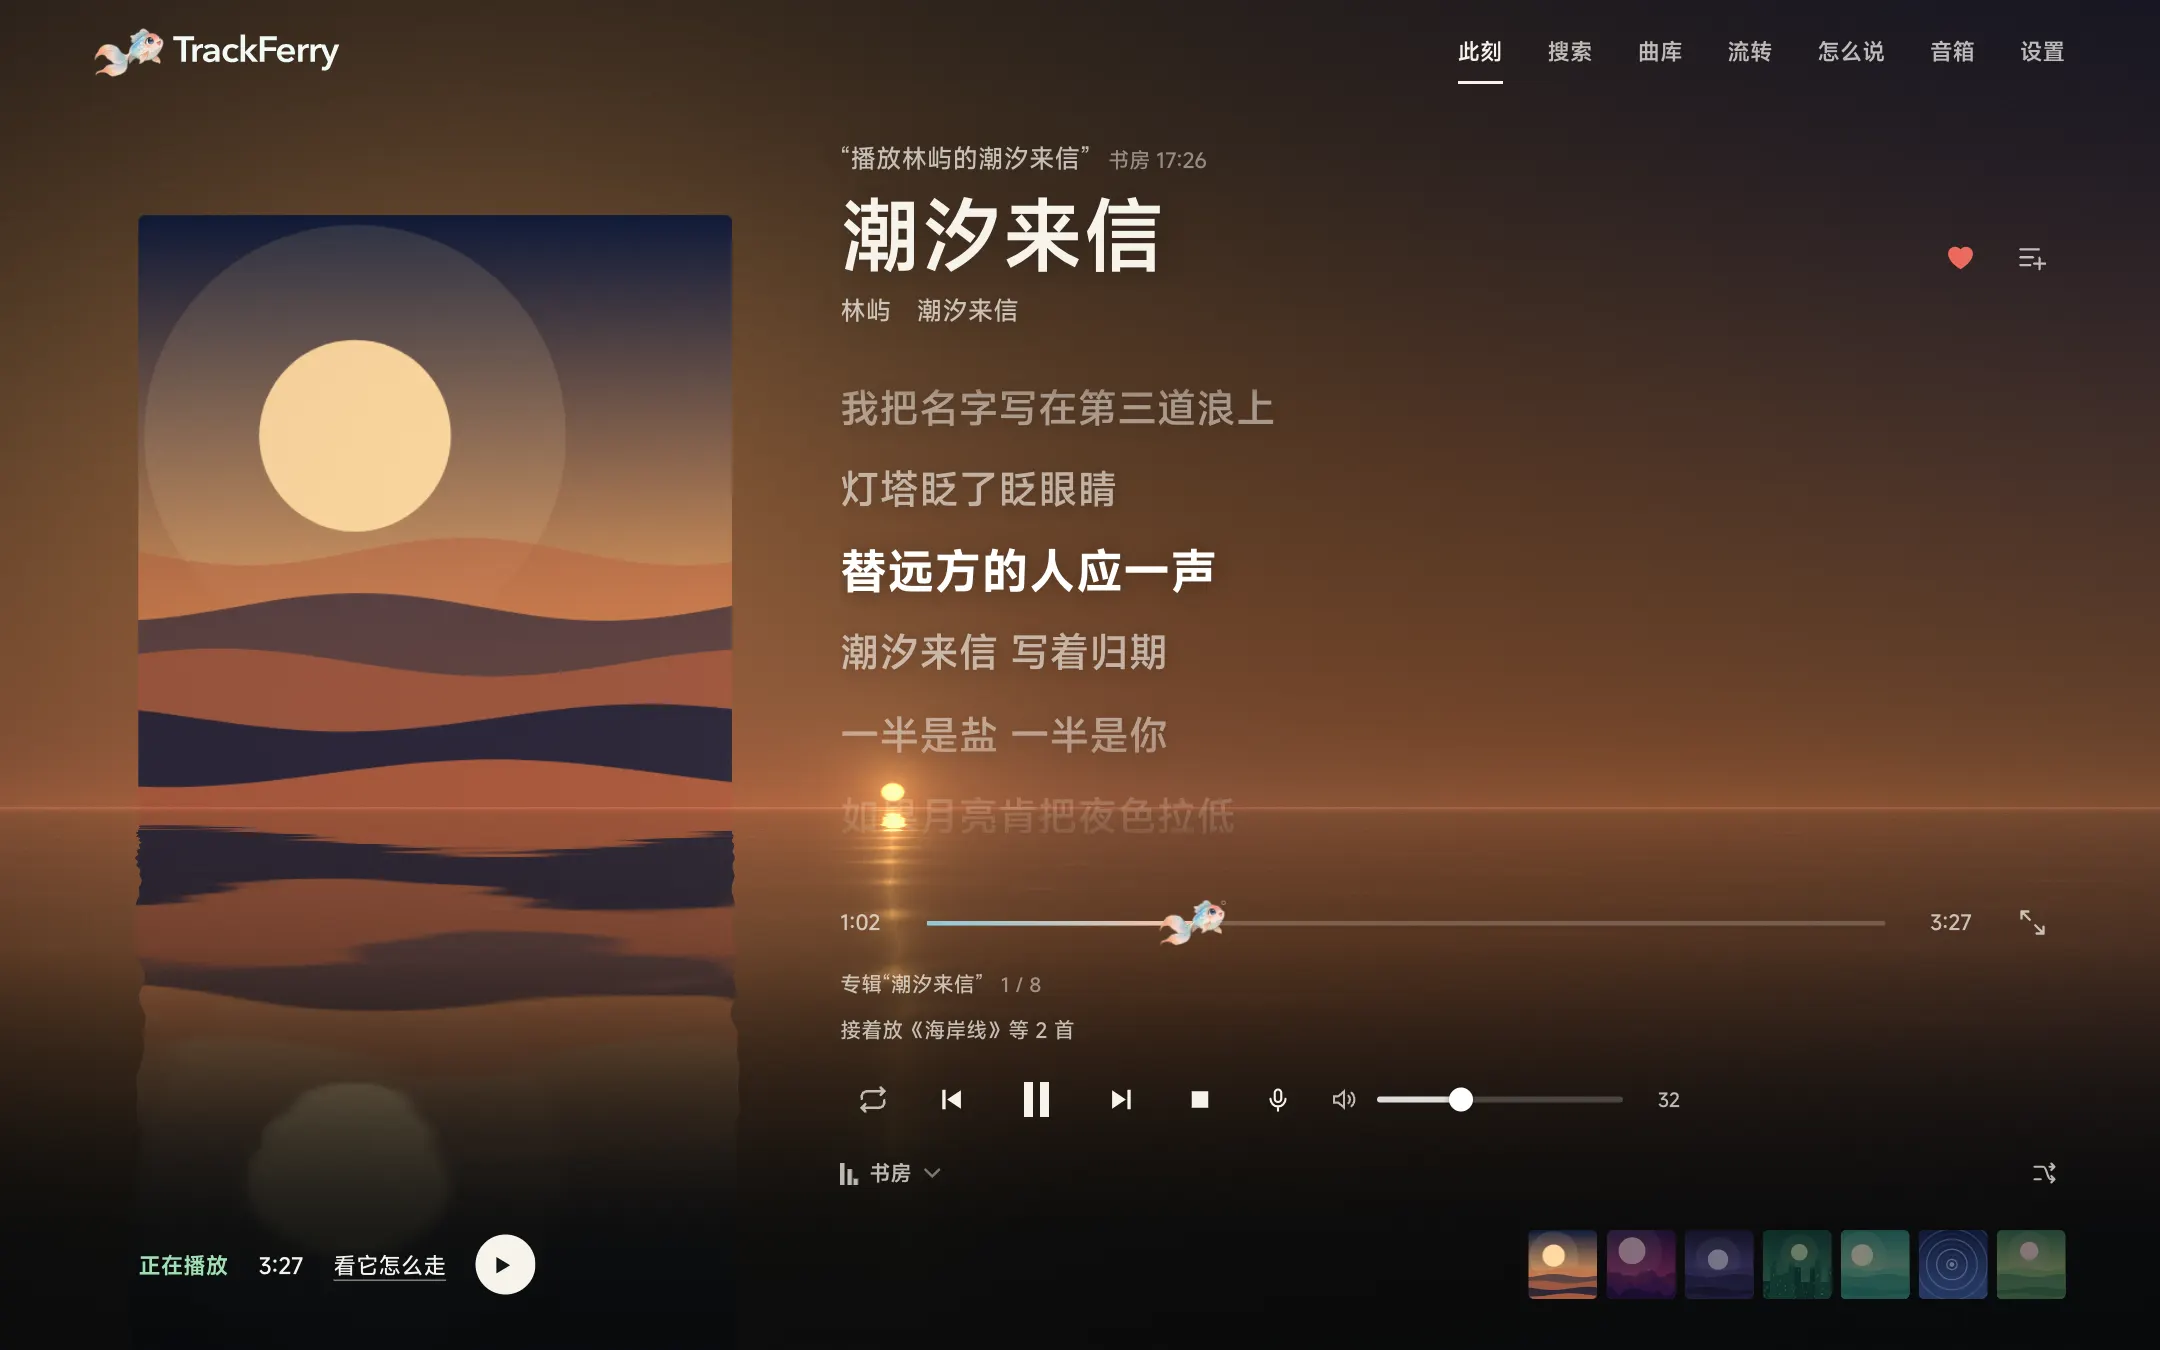 TrackFerry
此刻 搜索 曲库 流转 怎么说 音箱 设置
“播放林屿的潮汐来信” 书房 17:26
潮汐来信
林屿 潮汐来信
我把名字写在第三道浪上
灯塔眨了眨眼睛
替远方的人应一声
潮汐来信 写着归期
一半是盐 一半是你
如果月亮肯把夜色拉低
1:02 3:27
专辑“潮汐来信” 1 / 8
接着放《海岸线》等 2 首
32
书房
正在播放 3:27 看它怎么走